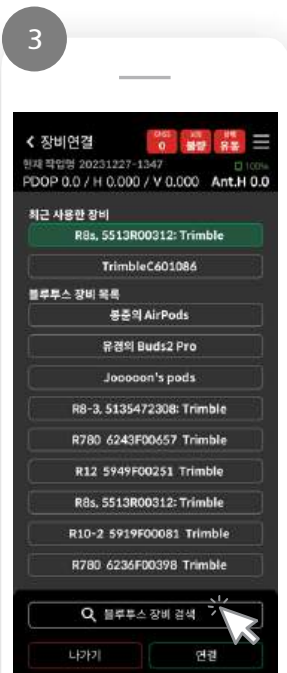 3
< 장비연결
GNSS 0
불량
유동
현재 작업명 20231227-1347 100%
PDOP 0.0 / H 0.000 / V 0.000 Ant.H 0.0
최근 사용한 장비
R8s, 5513R00312: Trimble
TrimbleC601086
블루투스 장비 목록
봉준의 AirPods
유경의 Buds2 Pro
Jooooon's pods
R8-3, 5135472308: Trimble
R780 6243F00657 Trimble
R12 5949F00251 Trimble
R8s, 5513R00312: Trimble
R10-2 5919F00081 Trimble
R780 6236F00398 Trimble
블루투스 장비 검색
나가기
연결